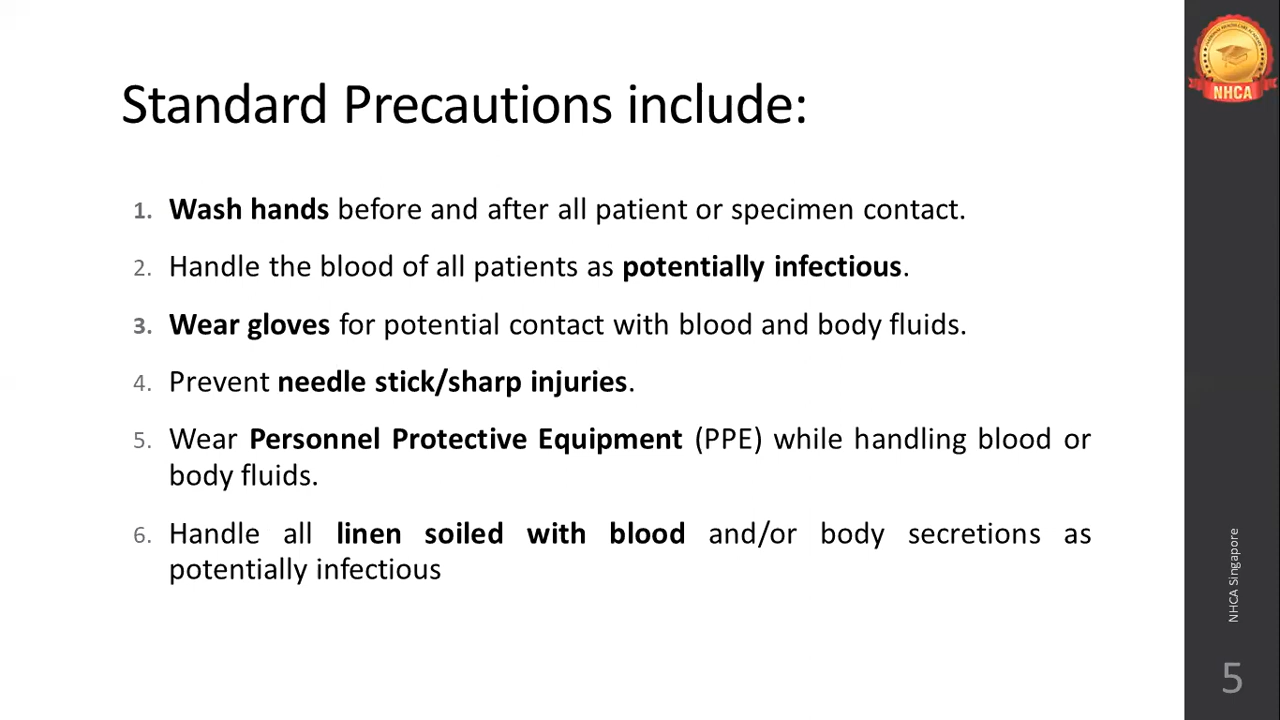 Standard Precautions include:
1. Wash hands before and after all patient or specimen contact.
2. Handle the blood of all patients as potentially infectious.
3. Wear gloves for potential contact with blood and body fluids.
4. Prevent needle stick/sharp injuries.
5. Wear Personnel Protective Equipment (PPE) while handling blood or
body fluids.
6. Handle all linen soiled with blood and/or body secretions as
potentially infectious
NHCA
NHCA Singapore
5